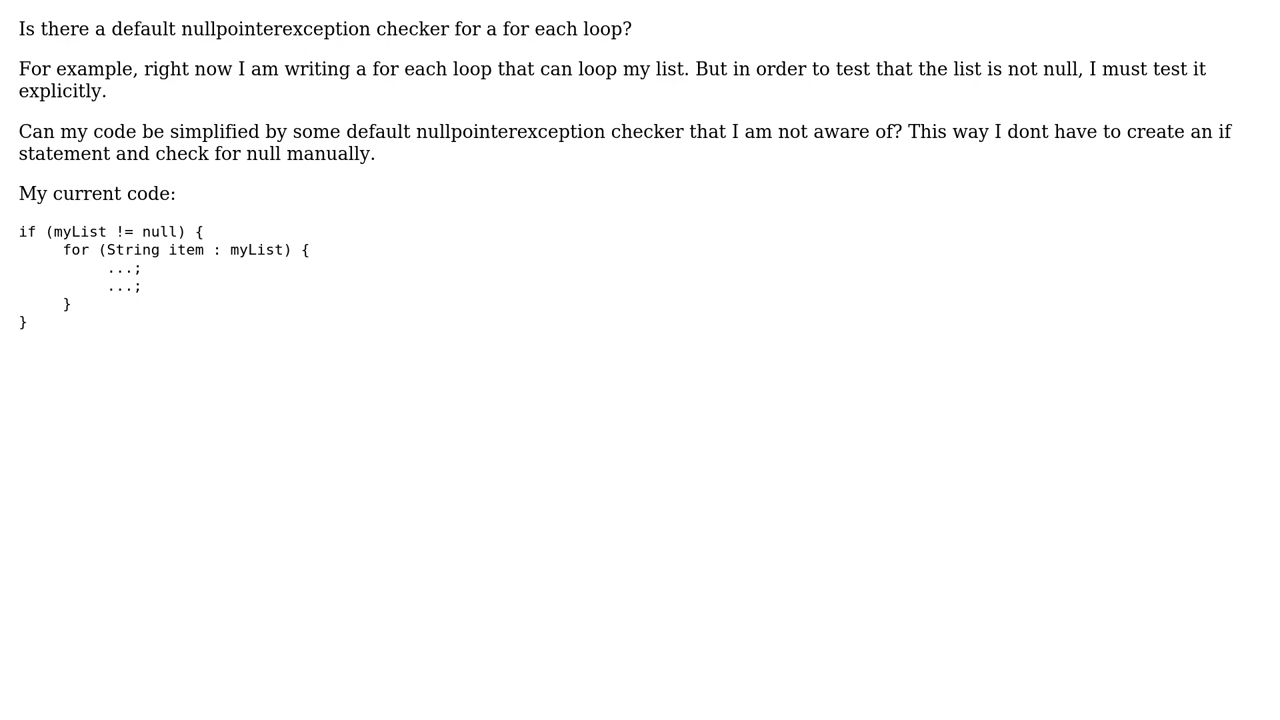 Is there a default nullpointerexception checker for a for each loop?
For example, right now I am writing a for each loop that can loop my list. But in order to test that the list is not null, I must test it
explicitly.
Can my code be simplified by some default nullpointerexception checker that I am not aware of? This way I dont have to create an if
statement and check for null manually.
My current code:
if (myList != null) {
     for (String item : myList) {
          ...;
          ...;
     }
}